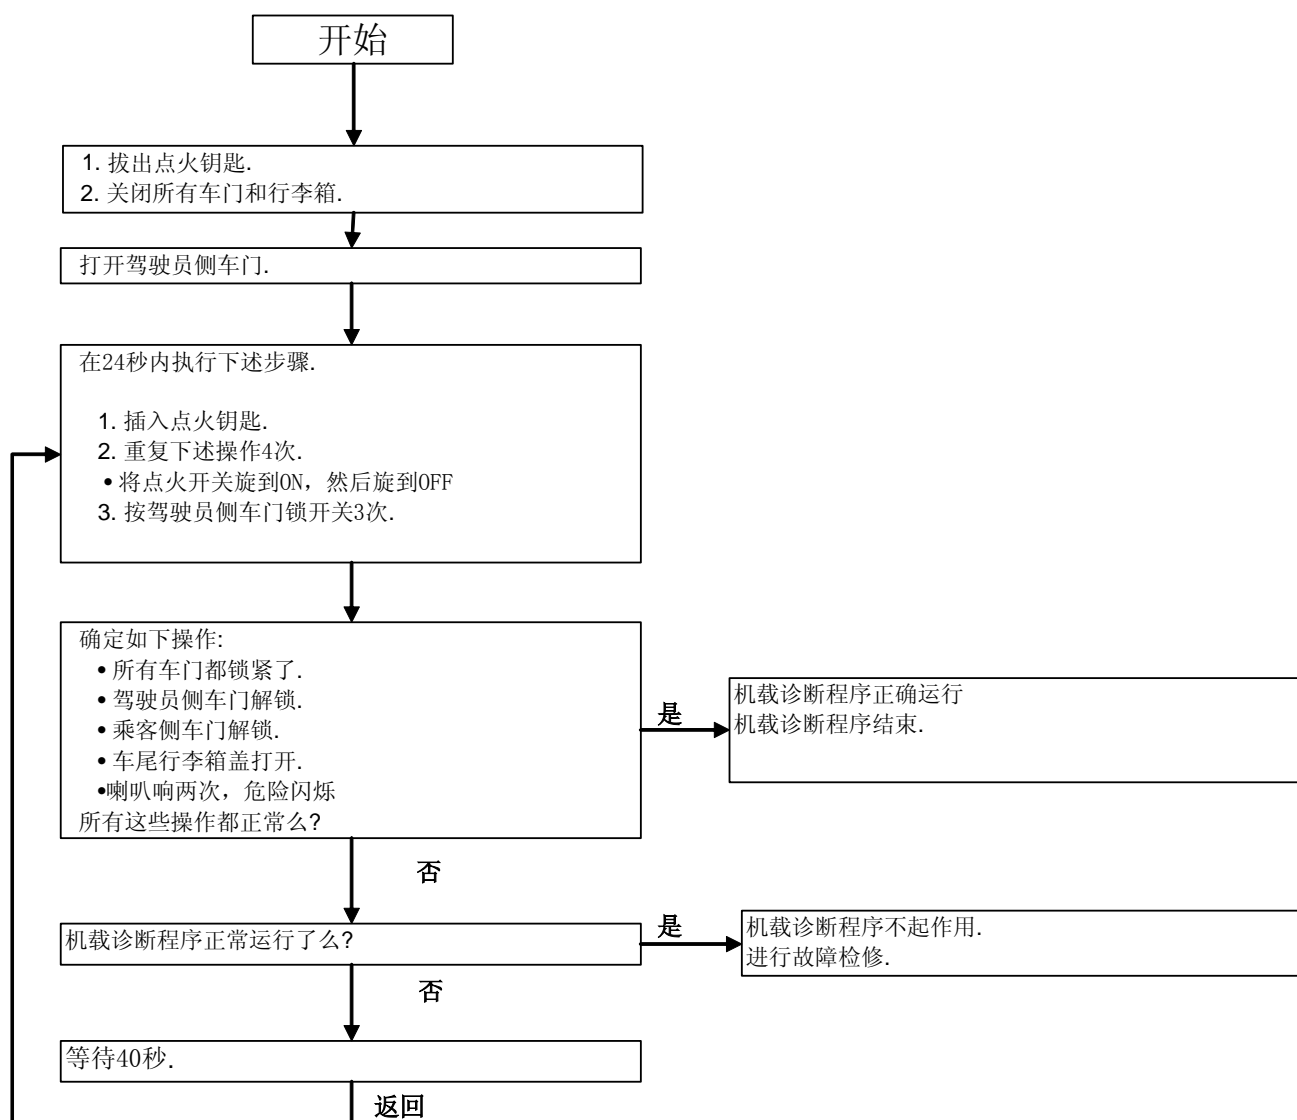 开始
1. 拔出点火钥匙.
2. 关闭所有车门和行李箱.
打开驾驶员侧车门.
在24秒内执行下述步骤.
1. 插入点火钥匙.
2. 重复下述操作4次.
•将点火开关旋到ON，然后旋到OFF
3. 按驾驶员侧车门锁开关3次.
确定如下操作:
•所有车门都锁紧了.
•驾驶员侧车门解锁.
•乘客侧车门解锁.
•车尾行李箱盖打开.
•喇叭响两次，危险闪烁
所有这些操作都正常么?
是
机载诊断程序正确运行
机载诊断程序结束.
否
机载诊断程序正常运行了么?
是
机载诊断程序不起作用.
进行故障检修.
否
等待40秒.
返回